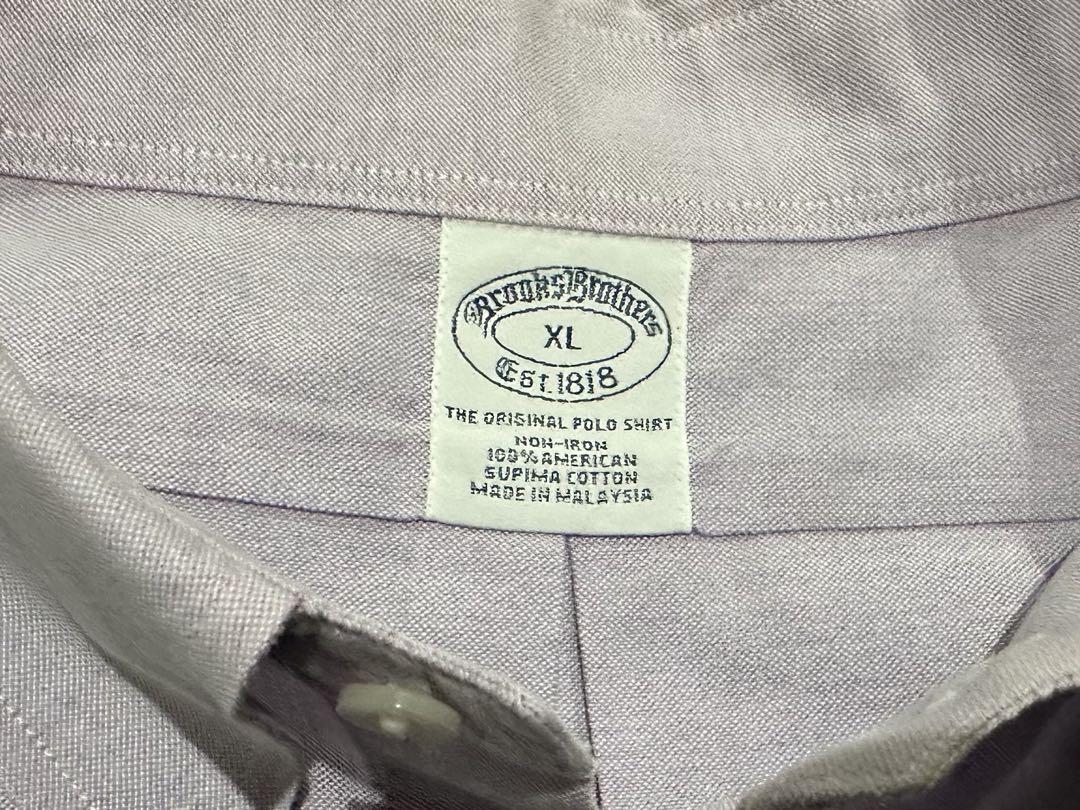 Brooks Brothers
XL
Est. 1818
THE ORIGINAL POLO SHIRT
NON-IRON
100% AMERICAN
SUPIMA COTTON
MADE IN MALAYSIA